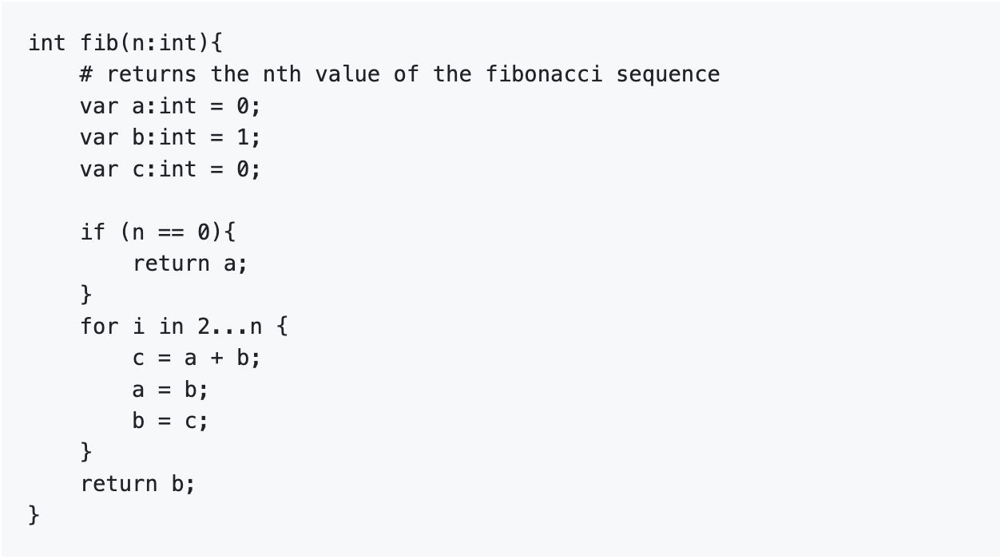 int fib(n:int){
    # returns the nth value of the fibonacci sequence
    var a:int = 0;
    var b:int = 1;
    var c:int = 0;

    if (n == 0){
        return a;
    }
    for i in 2...n {
        c = a + b;
        a = b;
        b = c;
    }
    return b;
}